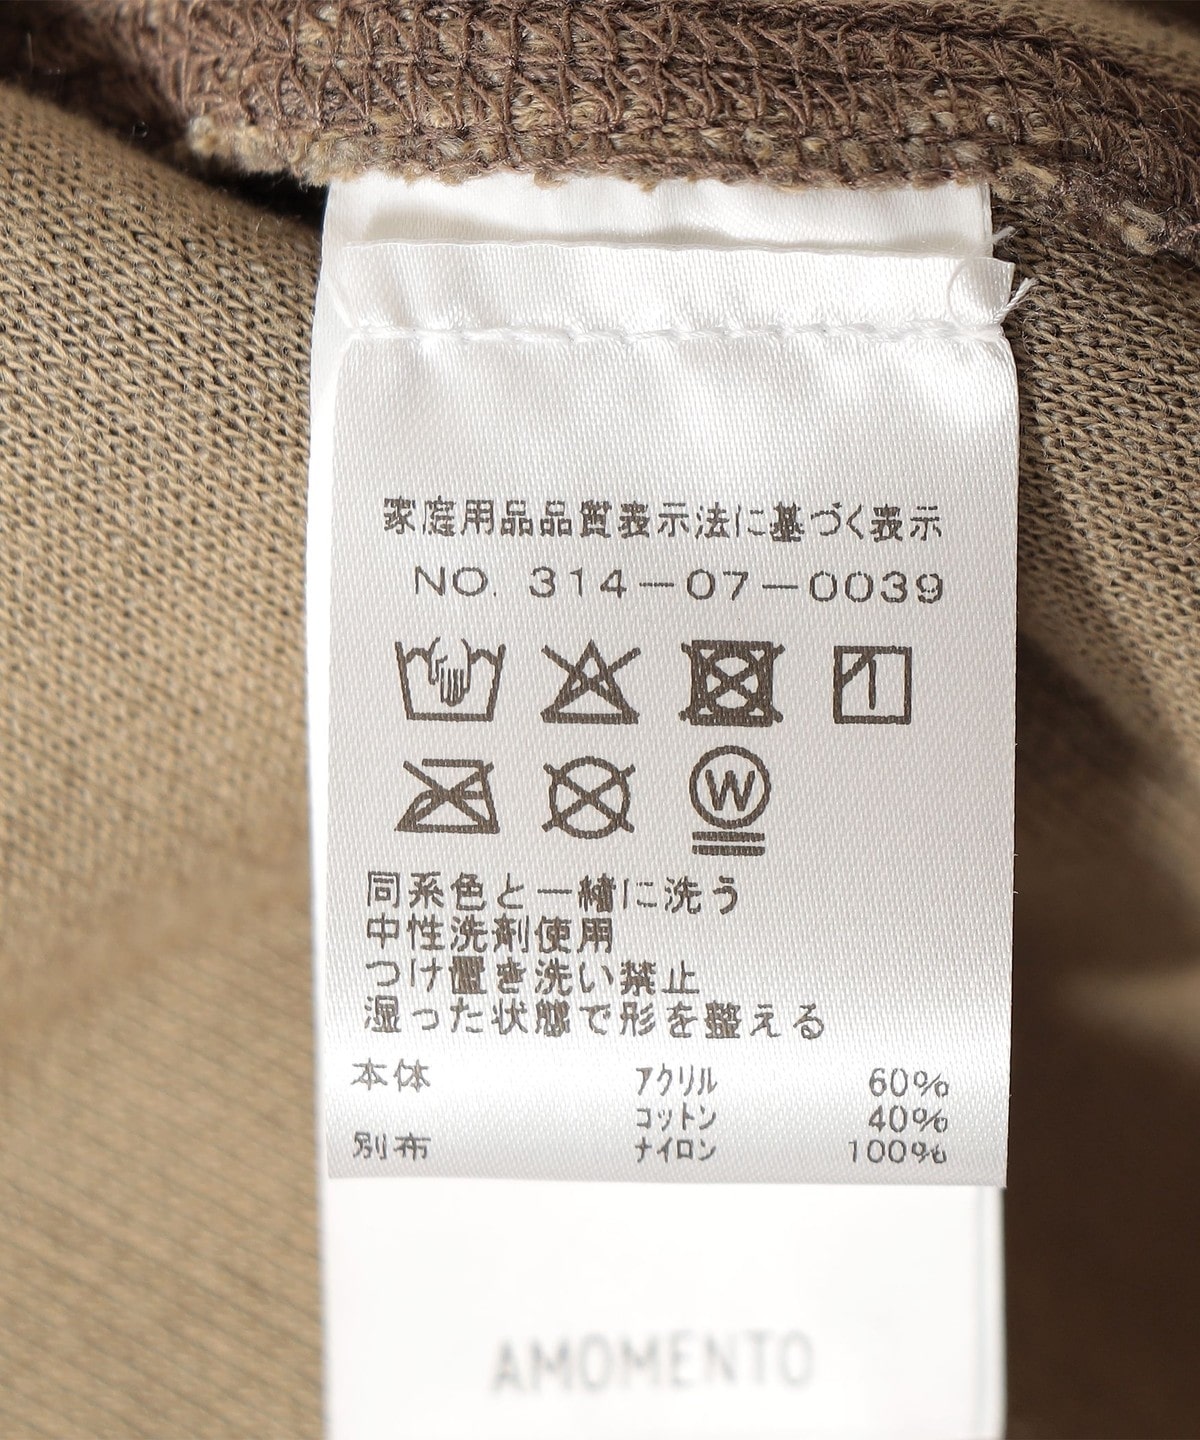 家庭用品品質表示法に基づく表示
NO. 314-07-0039
W
同系色と一緒に洗う
中性洗剤使用
つけ置き洗い禁止
湿った状態で形を整える
本体 アクリル 60%
コットン 40%
別布 ナイロン 100%
AMOMENTO